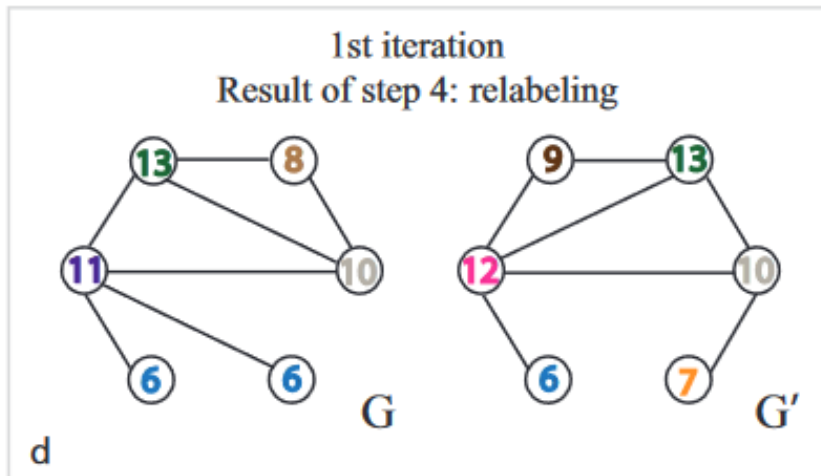 1st iteration
Result of step 4: relabeling
13 8 9 13
11 10 12 10
6 6 6 7
G G′
d